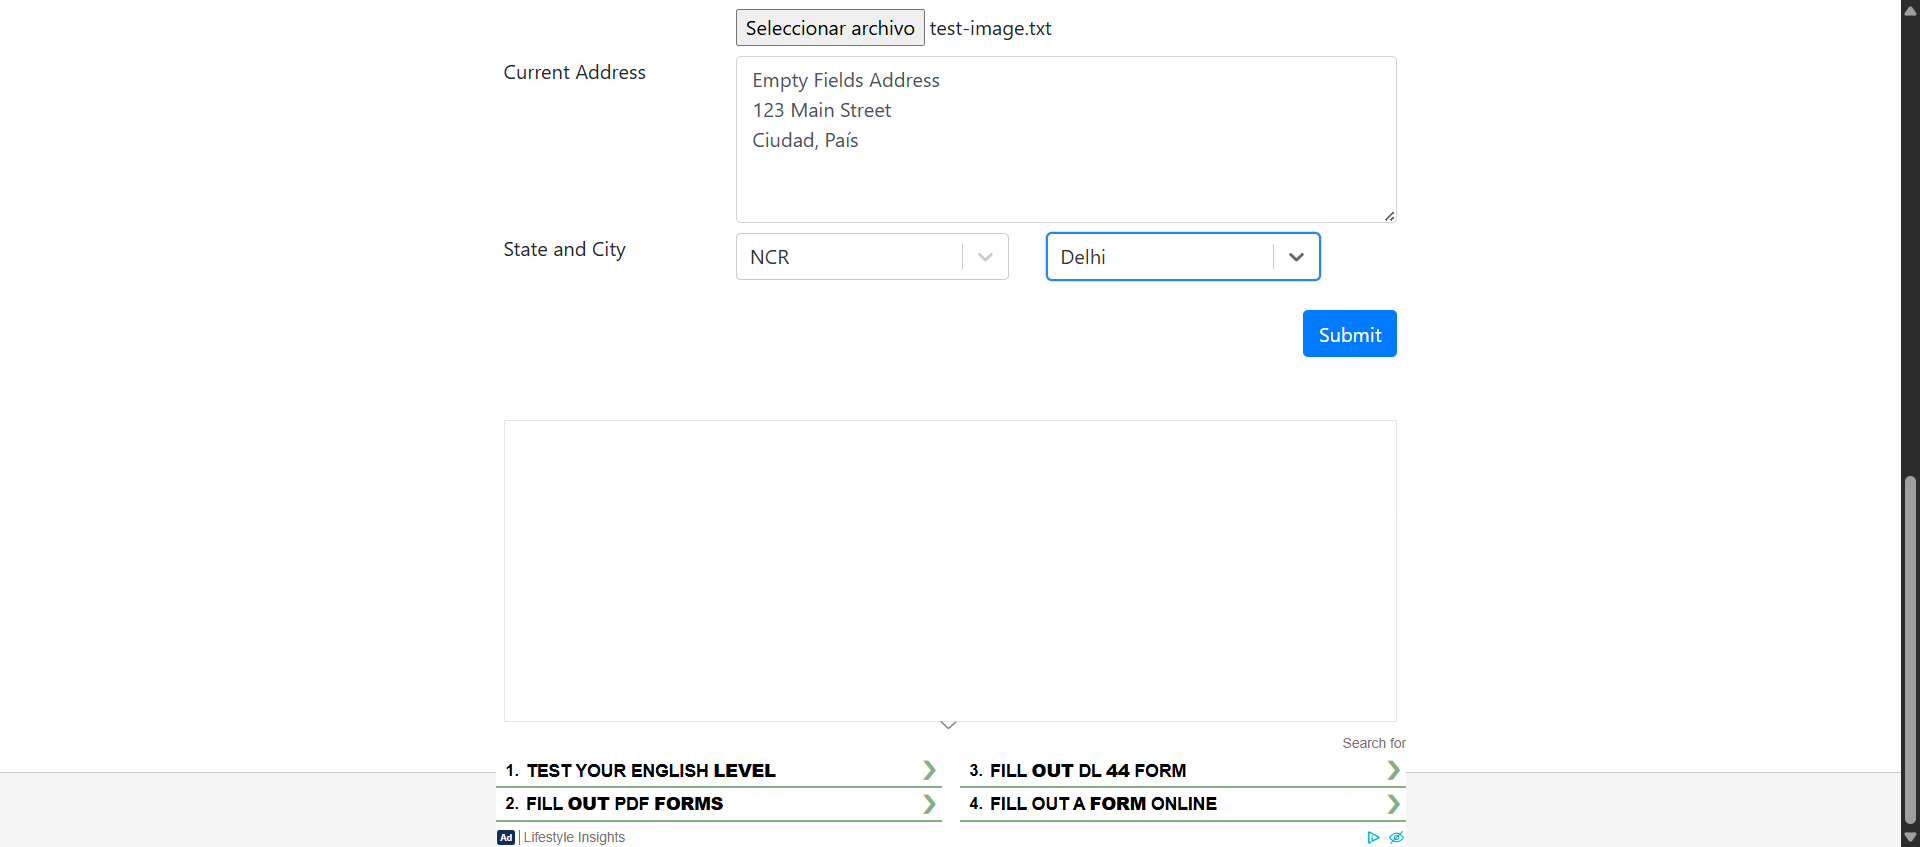 Seleccionar archivo test-image.txt
Current Address
Empty Fields Address
123 Main Street
Ciudad, País
State and City
NCR
Delhi
Submit
Search for
1. TEST YOUR ENGLISH LEVEL
3. FILL OUT DL 44 FORM
2. FILL OUT PDF FORMS
4. FILL OUT A FORM ONLINE
Ad | Lifestyle Insights